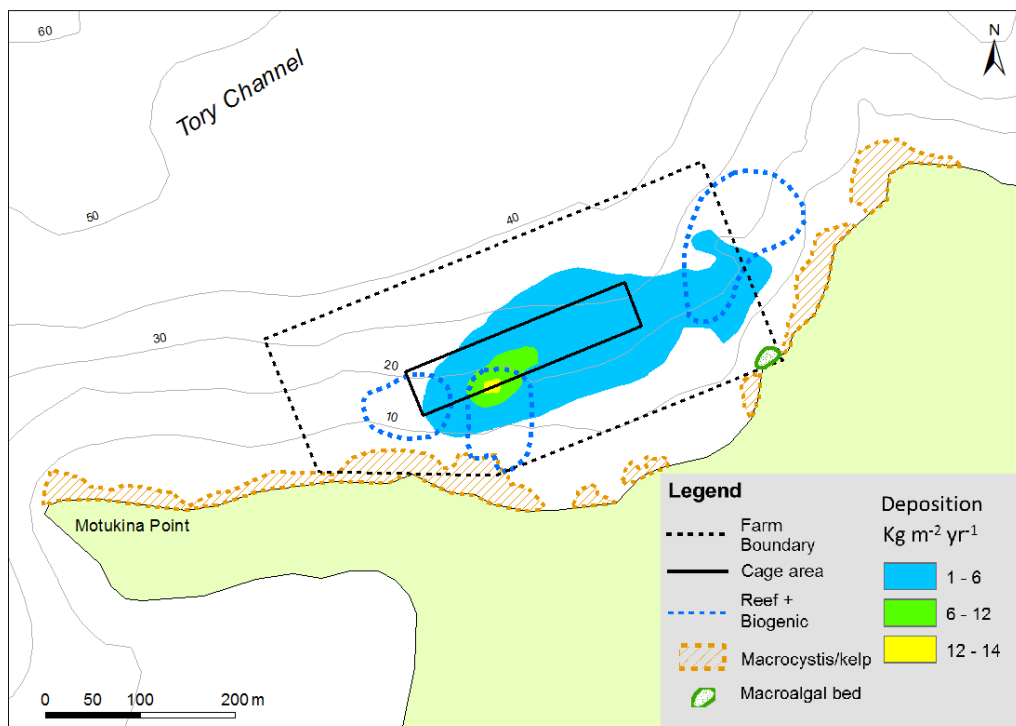 60
N
Tory Channel
50
40
30
20
10
Motukina Point
Legend
Farm
Boundary
Cage area
Reef +
Biogenic
Macrocystis/kelp
Macroalgal bed
Deposition
Kg m⁻² yr⁻¹
1 - 6
6 - 12
12 - 14
0 50 100 200 m